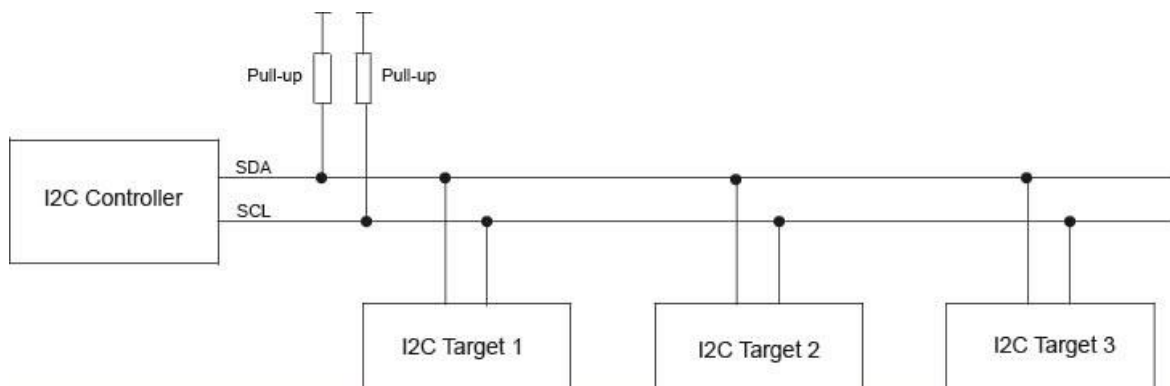 Pull-up
Pull-up
SDA
I2C Controller
SCL
I2C Target 1
I2C Target 2
I2C Target 3